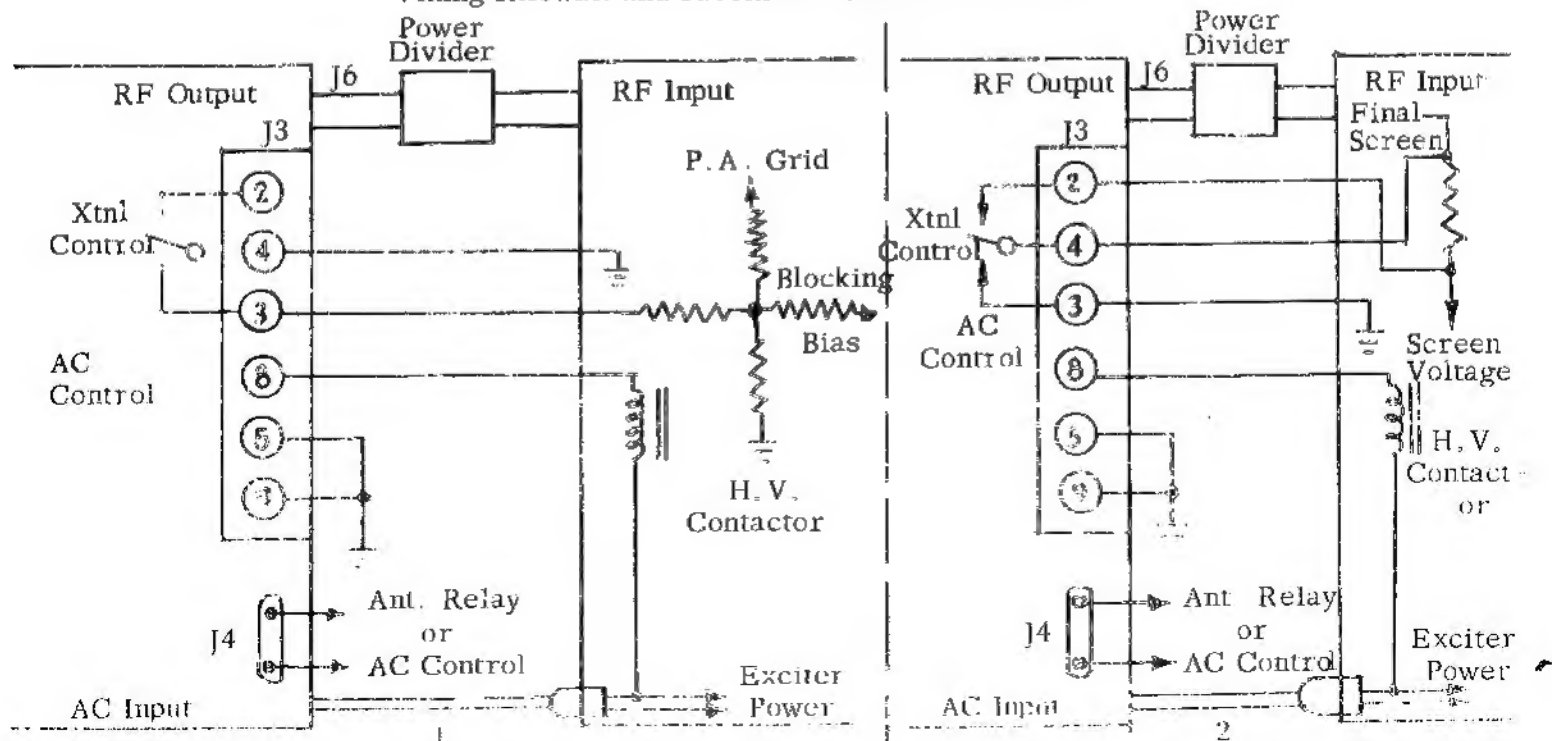 Viking Kilowatt and
Power
Divider
J6
RF Output
RF Input
J3
2
Xtnl
Control
4
P.A. Grid
3
Blocking
Bias
AC
Control
8
5
H.V.
Contactor
J4
Ant. Relay
or
AC Control
Exciter
Power
AC Input
1
Power
Divider
J6
RF Output
RF Input
J3
Final
Screen
2
Xtnl
Control
4
3
AC
Control
Screen
Voltage
8
H.V.
Contact
or
J4
Ant Relay
or
AC Control
Exciter
Power
AC Input
2